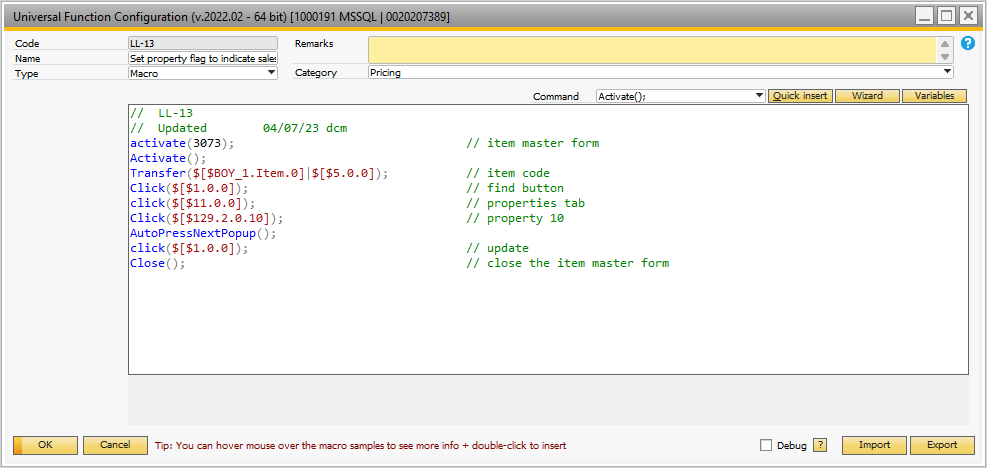 Universal Function Configuration (v.2022.02 - 64 bit) [1000191 MSSQL | 0020207389]
Code LL-13 Remarks ?
Name Set property flag to indicate sales
Type Macro Category Pricing
Command Activate(); Quick insert Wizard Variables
//  LL-13
//  Updated        04/07/23 dcm
activate(3073); // item master form
Activate();
Transfer($[$BOY_1.Item.0]|$[$5.0.0]); // item code
Click($[$1.0.0]); // find button
click($[$11.0.0]); // properties tab
Click($[$129.2.0.10]); // property 10
AutoPressNextPopup();
click($[$1.0.0]); // update
Close(); // close the item master form
OK Cancel Tip: You can hover mouse over the macro samples to see more info + double-click to insert Debug ? Import Export